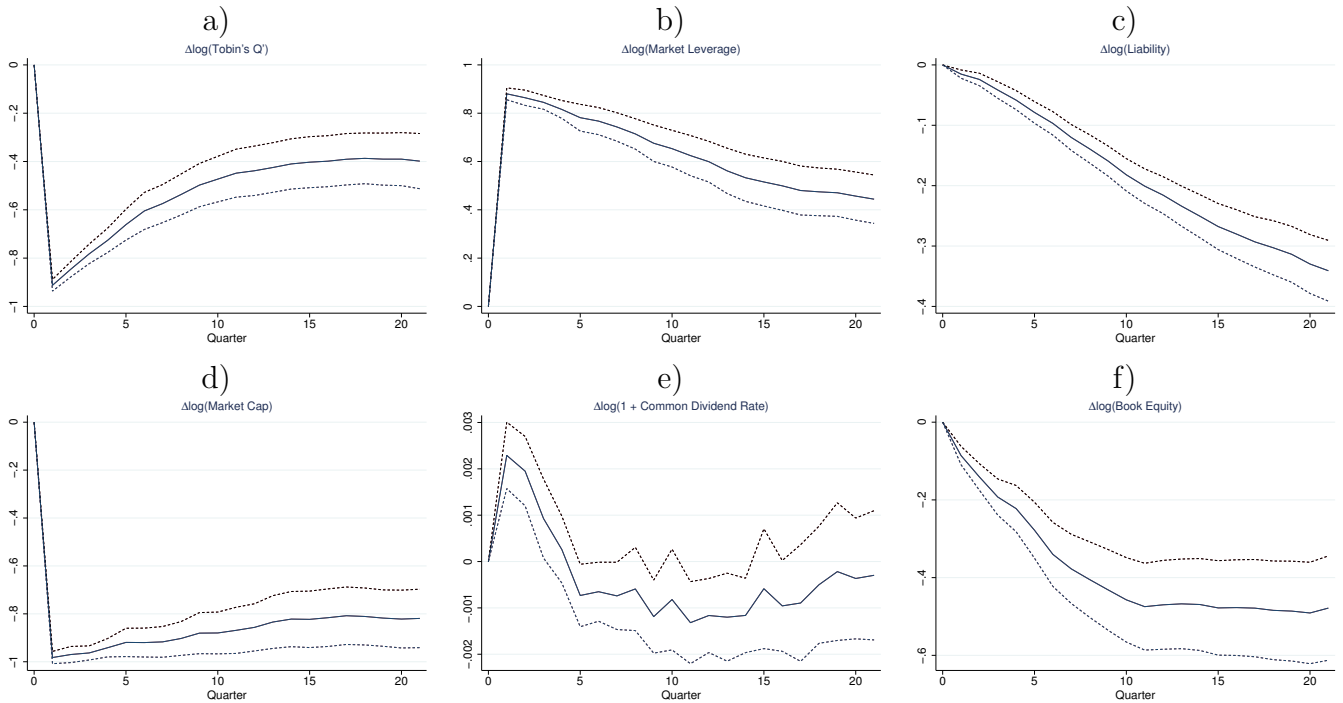 a)
Δlog(Tobin's Q')
0
-.2
-.4
-.6
-.8
-1
0 5 10 15 20
Quarter
b)
Δlog(Market Leverage)
1
.8
.6
.4
.2
0
0 5 10 15 20
Quarter
c)
Δlog(Liability)
0
-.1
-.2
-.3
-.4
0 5 10 15 20
Quarter
d)
Δlog(Market Cap)
0
-.2
-.4
-.6
-.8
-1
0 5 10 15 20
Quarter
e)
Δlog(1 + Common Dividend Rate)
.003
.002
.001
0
-.001
-.002
0 5 10 15 20
Quarter
f)
Δlog(Book Equity)
0
-.2
-.4
-.6
0 5 10 15 20
Quarter